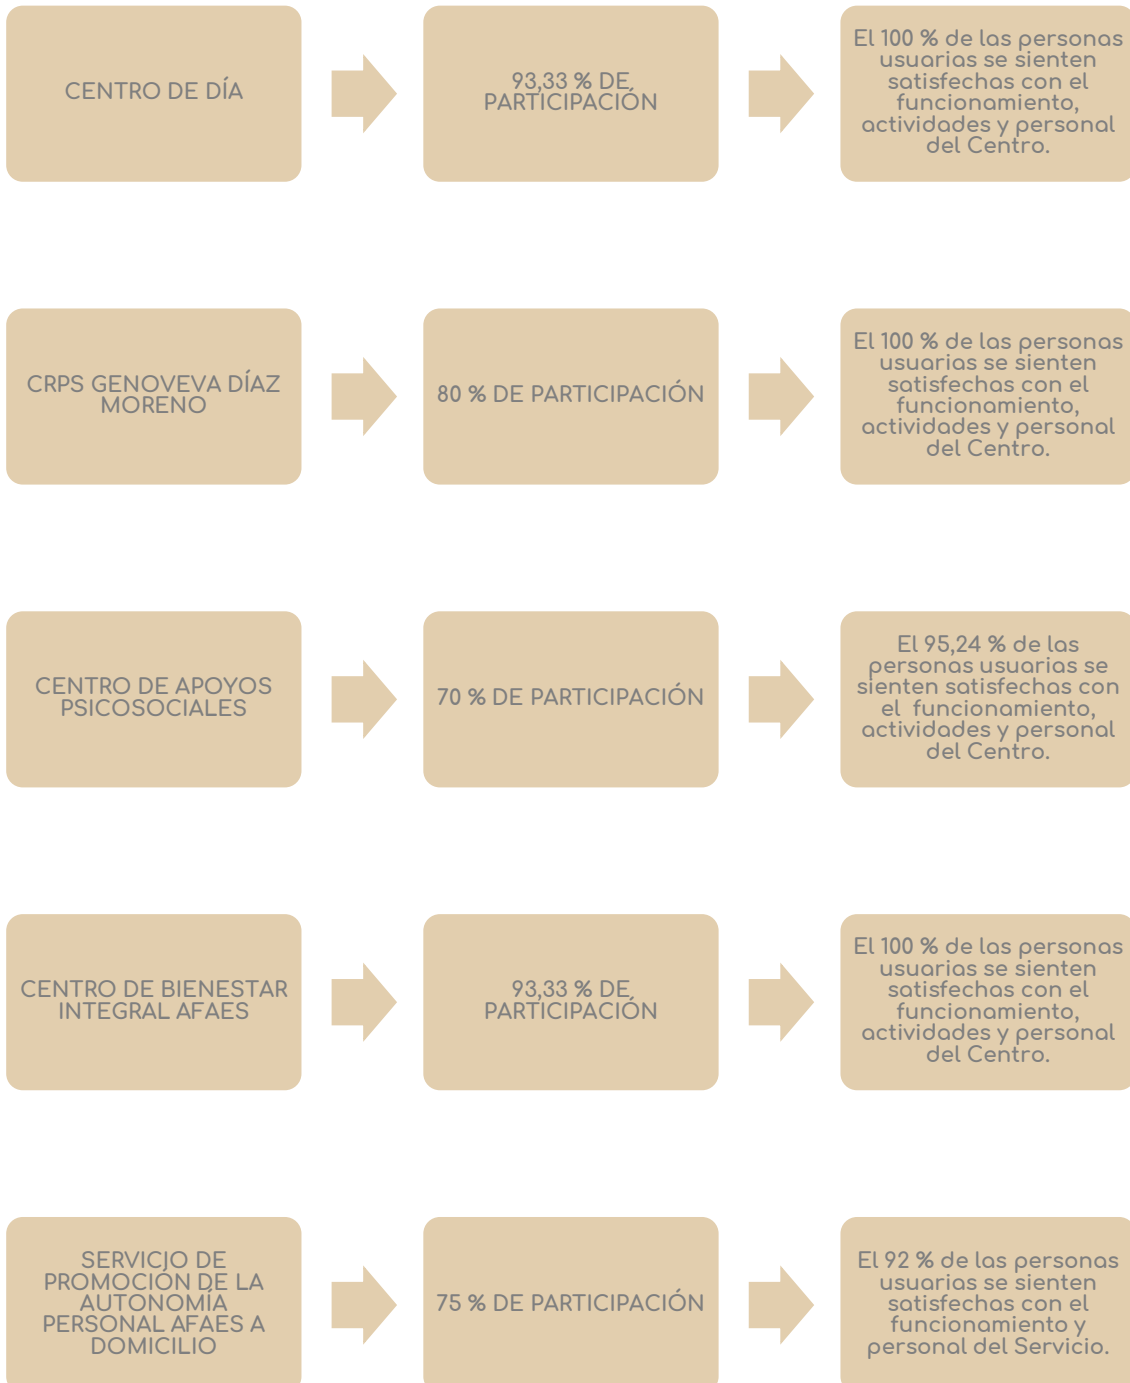 CENTRO DE DÍA
93,33 % DE
PARTICIPACIÓN
El 100 % de las personas
usuarias se sienten
satisfechas con el
funcionamiento,
actividades y personal
del Centro.
CRPS GENOVEVA DÍAZ
MORENO
80 % DE PARTICIPACIÓN
El 100 % de las personas
usuarias se sienten
satisfechas con el
funcionamiento,
actividades y personal
del Centro.
CENTRO DE APOYOS
PSICOSOCIALES
70 % DE PARTICIPACIÓN
El 95,24 % de las
personas usuarias se
sienten satisfechas con
el funcionamiento,
actividades y personal
del Centro.
CENTRO DE BIENESTAR
INTEGRAL AFAES
93,33 % DE
PARTICIPACIÓN
El 100 % de las personas
usuarias se sienten
satisfechas con el
funcionamiento,
actividades y personal
del Centro.
SERVICIO DE
PROMOCIÓN DE LA
AUTONOMÍA
PERSONAL AFAES A
DOMICILIO
75 % DE PARTICIPACIÓN
El 92 % de las personas
usuarias se sienten
satisfechas con el
funcionamiento y
personal del Servicio.